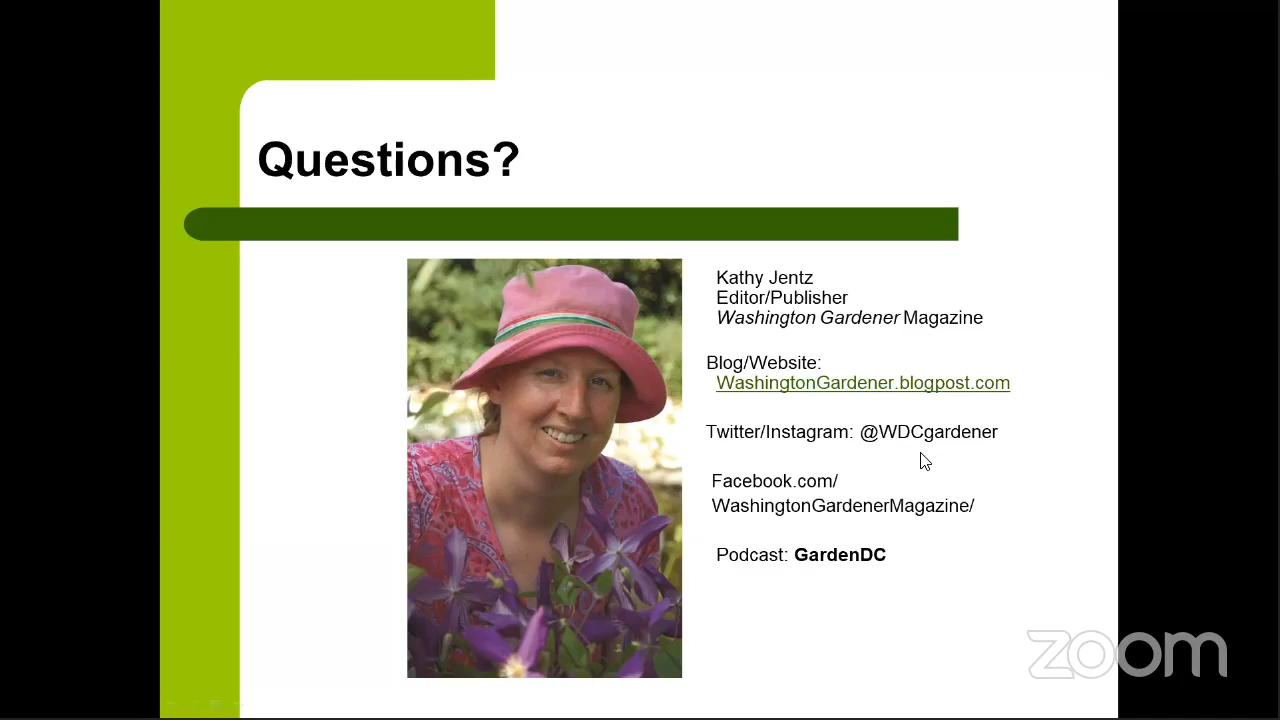 Questions?
Kathy Jentz
Editor/Publisher
Washington Gardener Magazine
Blog/Website:
WashingtonGardener.blogpost.com
Twitter/Instagram: @WDCgardener
Facebook.com/
WashingtonGardenerMagazine/
Podcast: GardenDC
zoom